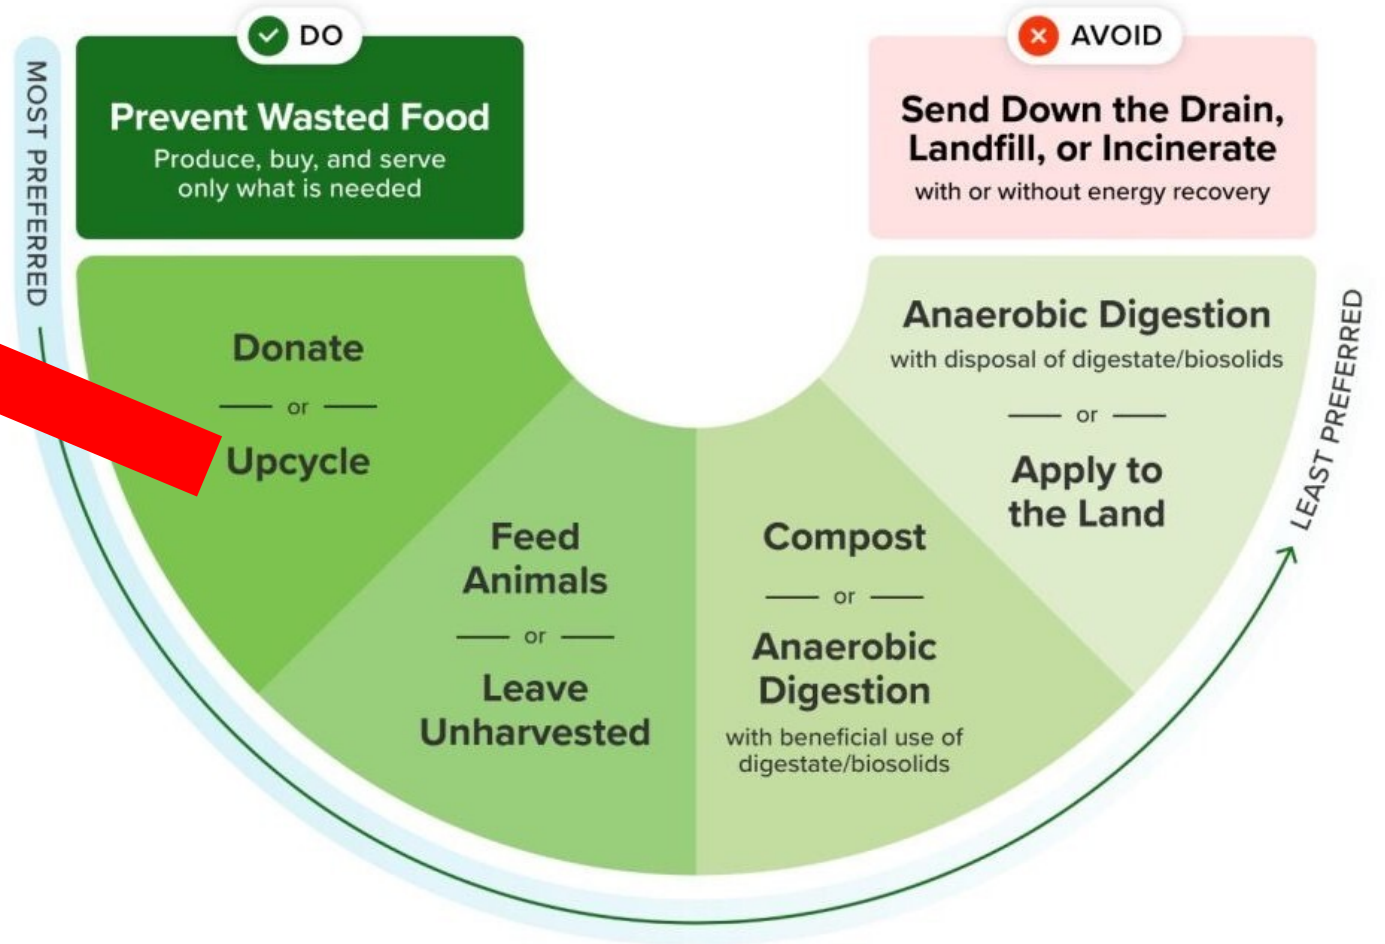 DO
Prevent Wasted Food
Produce, buy, and serve
only what is needed
AVOID
Send Down the Drain,
Landfill, or Incinerate
with or without energy recovery
MOST PREFERRED
Donate
or
Upcycle
Feed
Animals
or
Leave
Unharvested
Compost
or
Anaerobic
Digestion
with beneficial use of
digestate/biosolids
Anaerobic Digestion
with disposal of digestate/biosolids
or
Apply to
the Land
LEAST PREFERRED